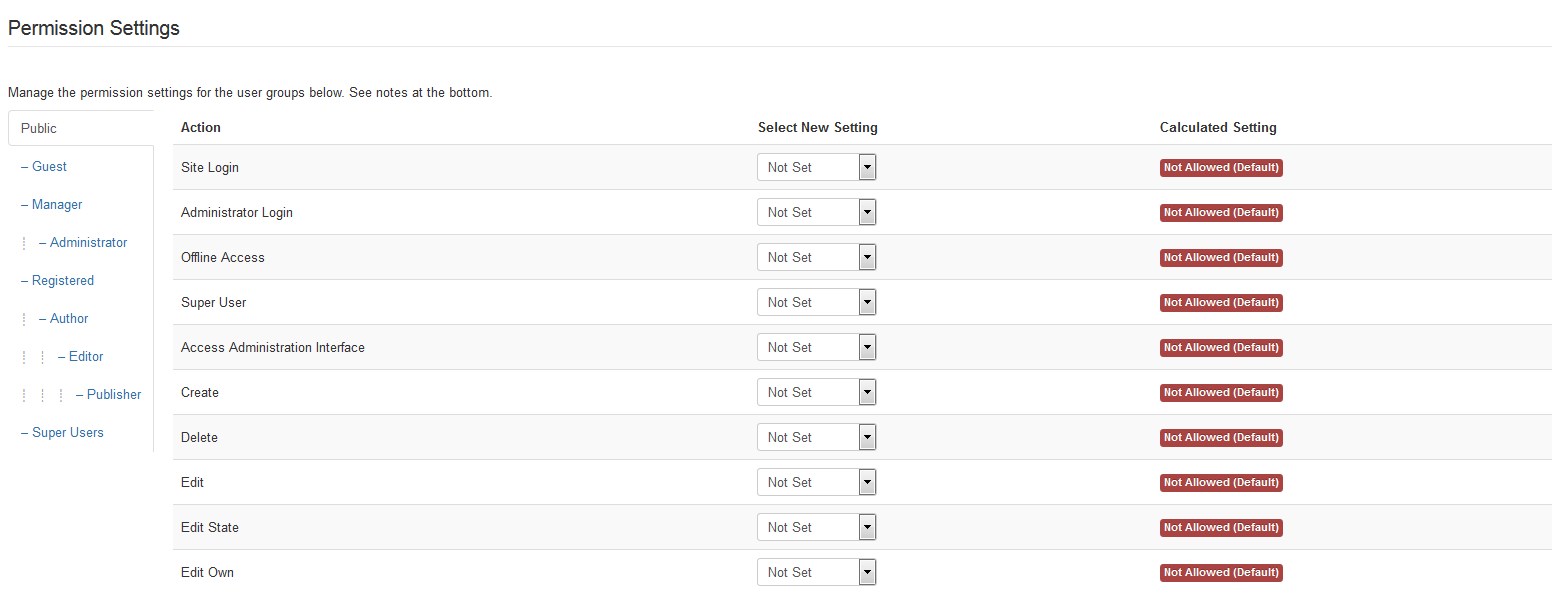 Permission Settings
Manage the permission settings for the user groups below. See notes at the bottom.
Public
– Guest
– Manager
– Administrator
– Registered
– Author
– Editor
– Publisher
– Super Users
Action Select New Setting Calculated Setting
Site Login Not Set Not Allowed (Default)
Administrator Login Not Set Not Allowed (Default)
Offline Access Not Set Not Allowed (Default)
Super User Not Set Not Allowed (Default)
Access Administration Interface Not Set Not Allowed (Default)
Create Not Set Not Allowed (Default)
Delete Not Set Not Allowed (Default)
Edit Not Set Not Allowed (Default)
Edit State Not Set Not Allowed (Default)
Edit Own Not Set Not Allowed (Default)